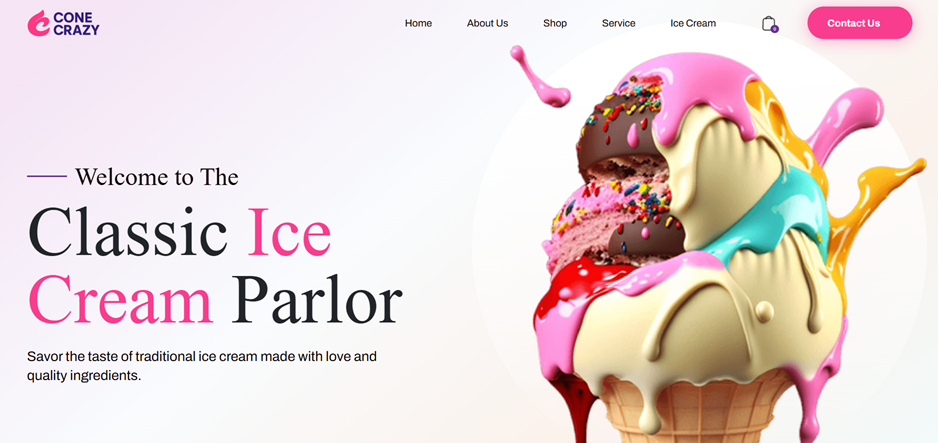 CONE
CRAZY
Home
About Us
Shop
Service
Ice Cream
0
Contact Us
Welcome to The
Classic Ice
Cream Parlor
Savor the taste of traditional ice cream made with love and
quality ingredients.